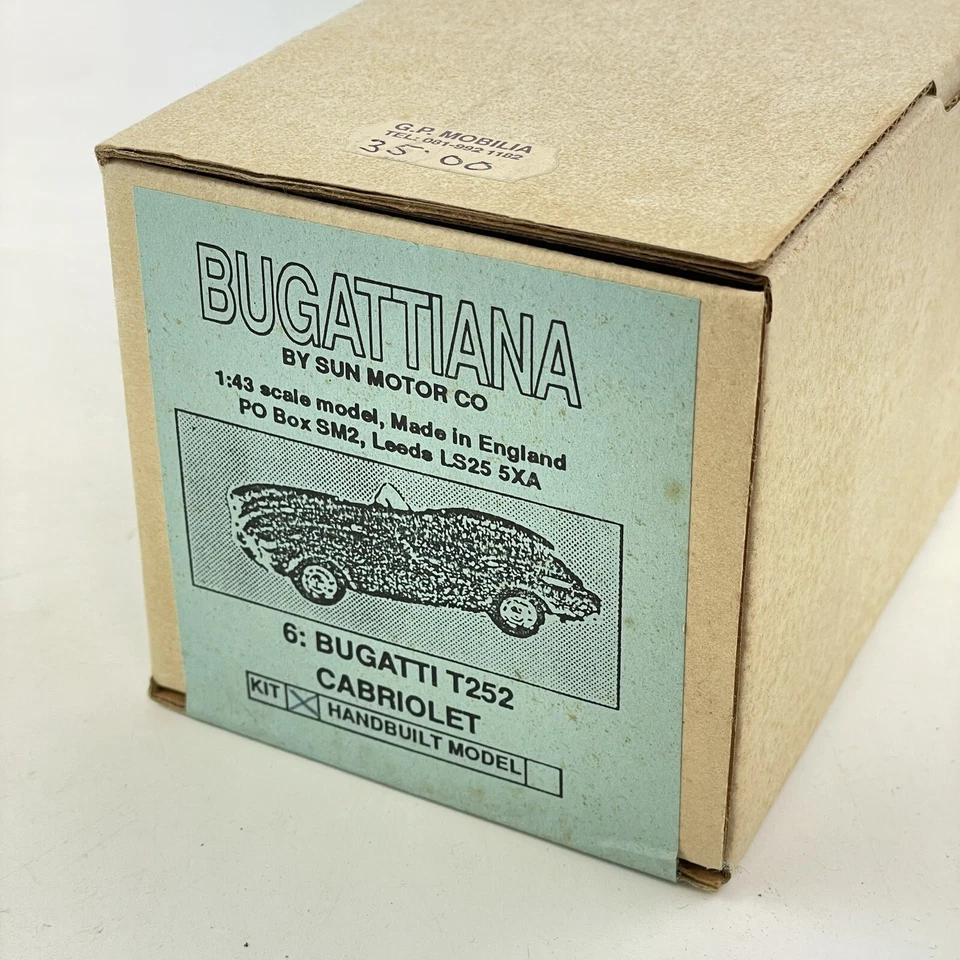 G.P. MOBILIA
TEL: 081-992 1182
35.00
BUGATTIANA
BY SUN MOTOR CO
1:43 scale model, Made in England
PO Box SM2, Leeds LS25 5XA
6: BUGATTI T252
CABRIOLET
KIT
HANDBUILT MODEL